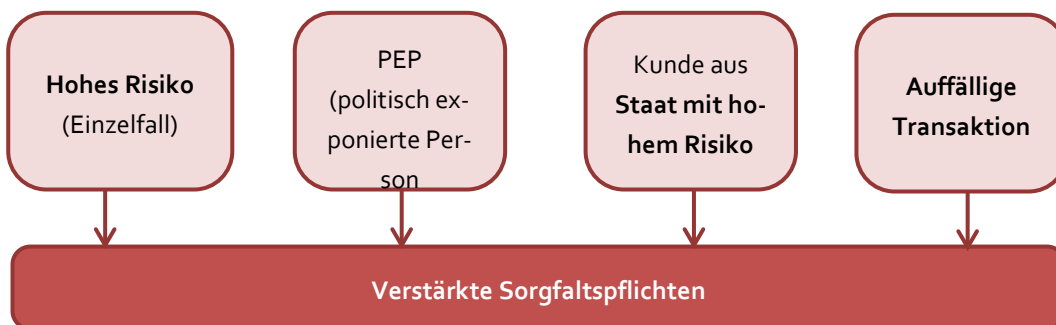 Hohes Risiko
(Einzelfall)
PEP
(politisch ex-
ponierte Per-
son
Kunde aus
Staat mit ho-
hem Risiko
Auffällige
Transaktion
Verstärkte Sorgfaltspflichten